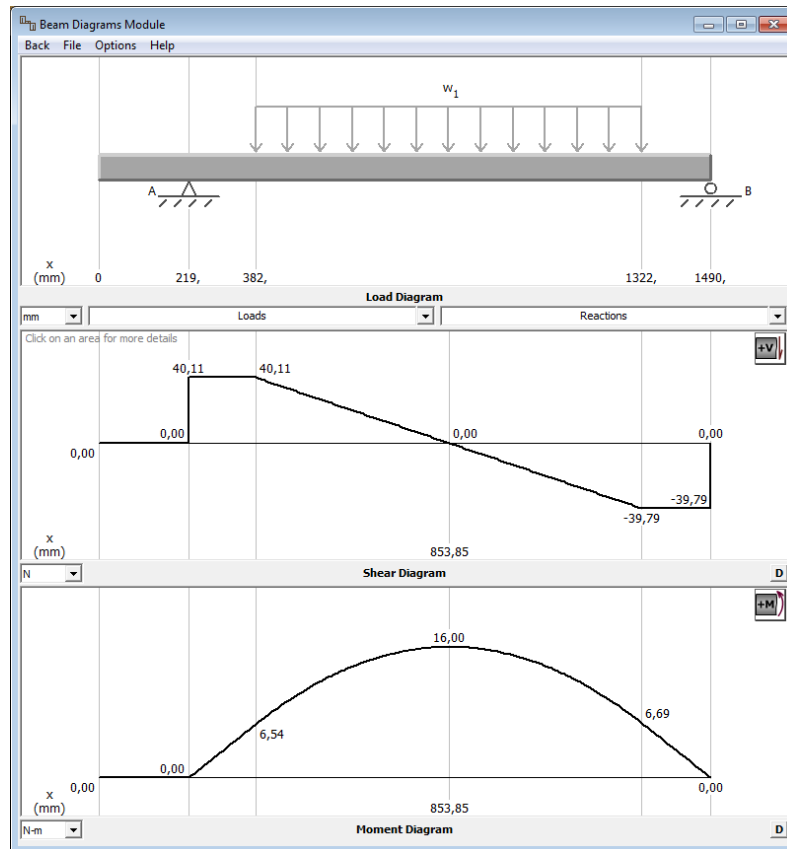 Beam Diagrams Module
Back File Options Help
w1
A
B
x
(mm) 0 219, 382, 1322, 1490,
Load Diagram
mm Loads Reactions
Click on an area for more details
+V
40,11 40,11
0,00 0,00 0,00
0,00
-39,79
-39,79
x
(mm) 853,85
N Shear Diagram D
+M
16,00
6,54 6,69
0,00
0,00 0,00
x
(mm) 853,85
N-m Moment Diagram D